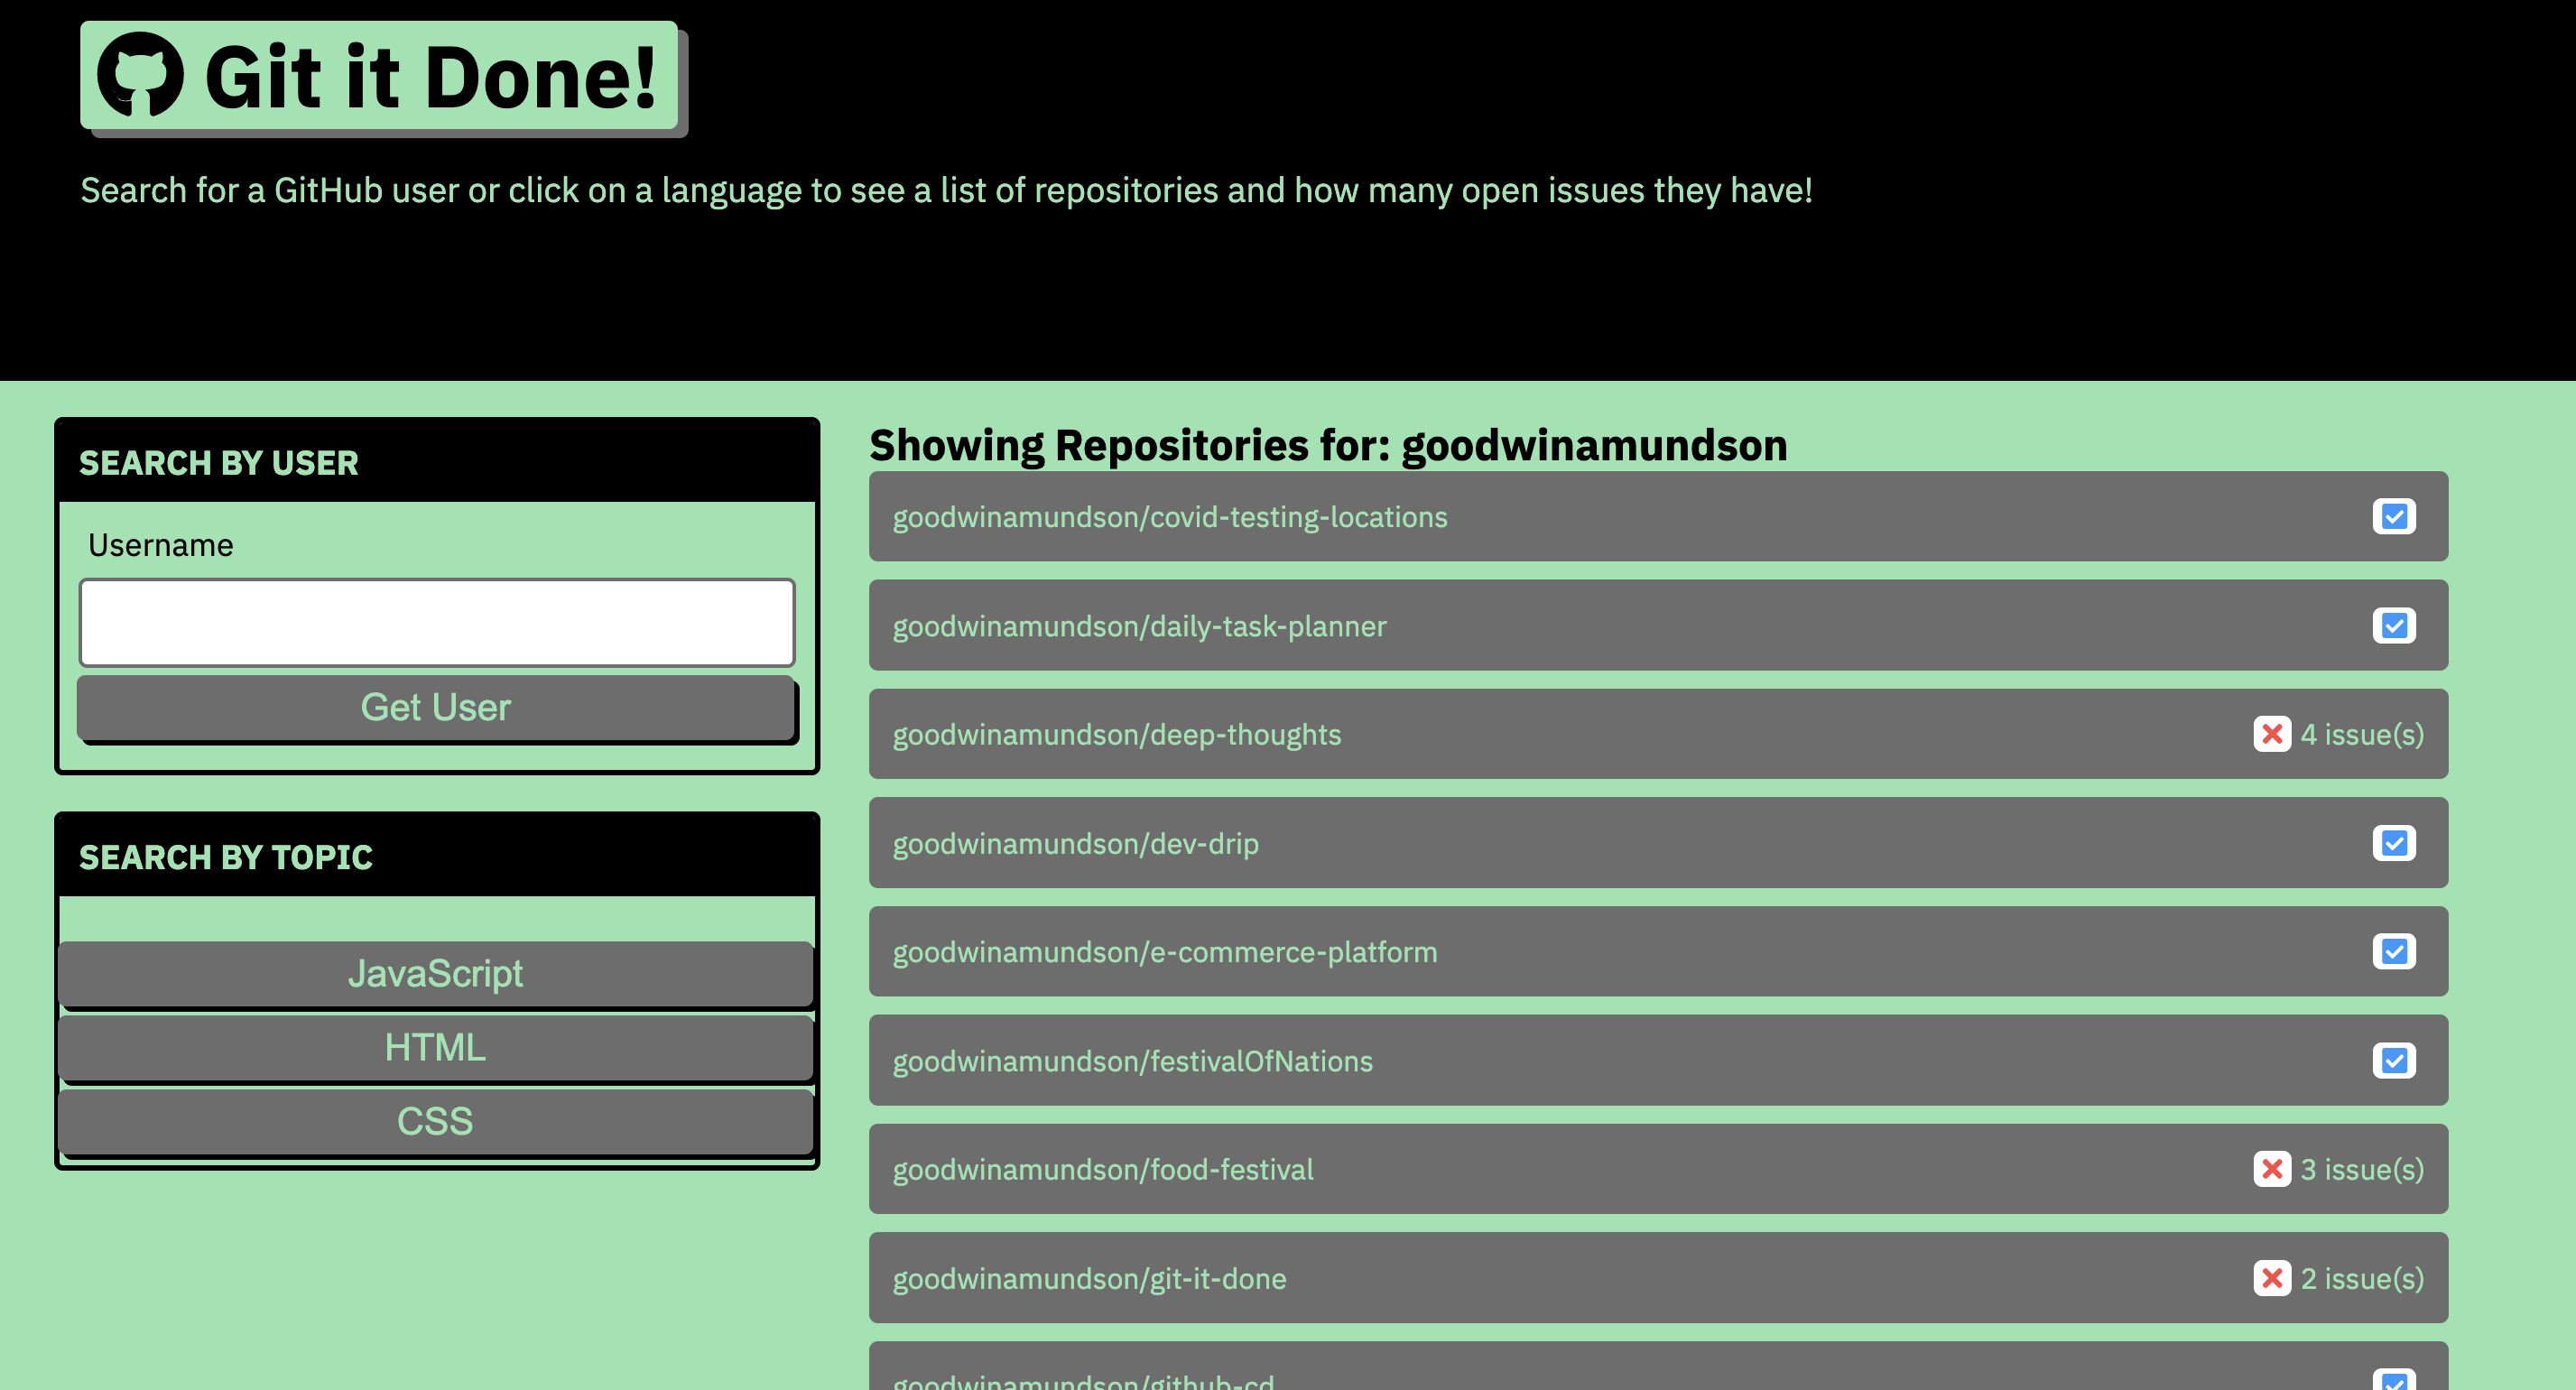 Git it Done!
Search for a GitHub user or click on a language to see a list of repositories and how many open issues they have!
SEARCH BY USER
Username
Get User
SEARCH BY TOPIC
JavaScript
HTML
CSS
Showing Repositories for: goodwinamundson
goodwinamundson/covid-testing-locations
goodwinamundson/daily-task-planner
goodwinamundson/deep-thoughts 4 issue(s)
goodwinamundson/dev-drip
goodwinamundson/e-commerce-platform
goodwinamundson/festivalOfNations
goodwinamundson/food-festival 3 issue(s)
goodwinamundson/git-it-done 2 issue(s)
goodwinamundson/github-cd